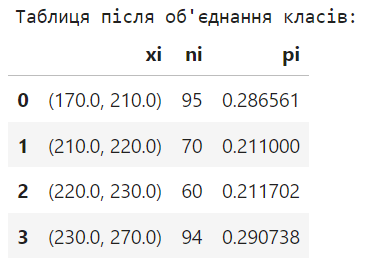 Таблиця після об'єднання класів:
xi ni pi
0 (170.0, 210.0) 95 0.286561
1 (210.0, 220.0) 70 0.211000
2 (220.0, 230.0) 60 0.211702
3 (230.0, 270.0) 94 0.290738